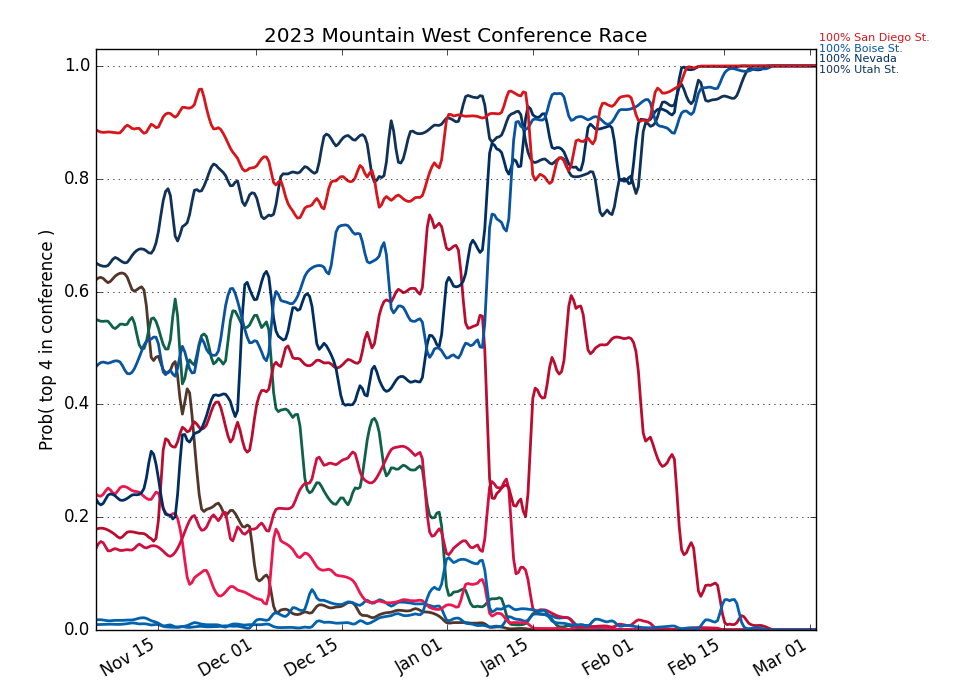 2023 Mountain West Conference Race
100% San Diego St.
100% Boise St.
100% Nevada
100% Utah St.
Prob( top 4 in conference )
1.0
0.8
0.6
0.4
0.2
0.0
Nov 15
Dec 01
Dec 15
Jan 01
Jan 15
Feb 01
Feb 15
Mar 01